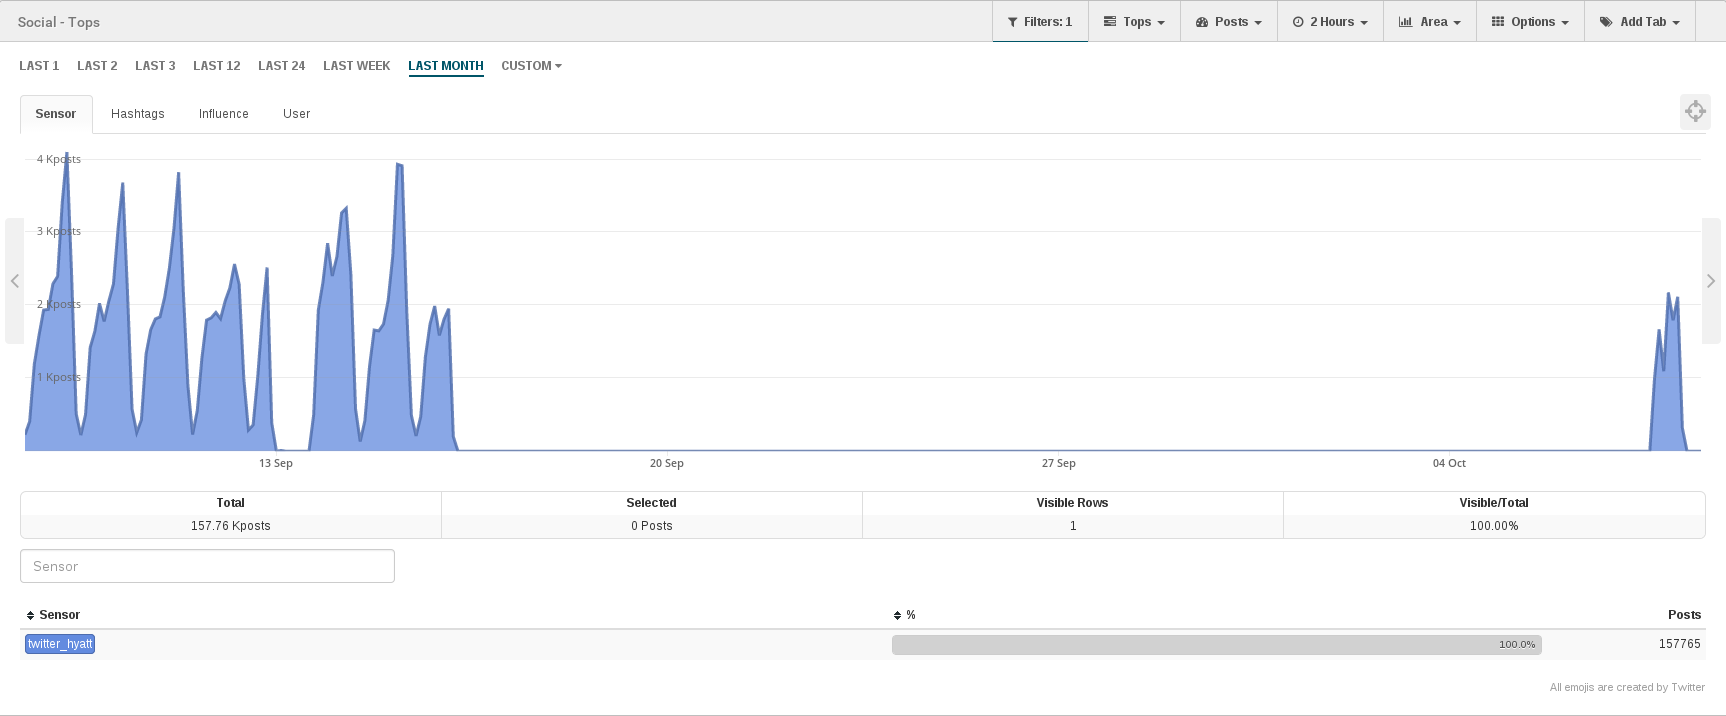 Social - Tops
Filters: 1
Tops
Posts
2 Hours
Area
Options
Add Tab
LAST 1 LAST 2 LAST 3 LAST 12 LAST 24 LAST WEEK LAST MONTH CUSTOM
Sensor Hashtags Influence User
4 Kposts
3 Kposts
2 Kposts
1 Kposts
13 Sep 20 Sep 27 Sep 04 Oct
Total Selected Visible Rows Visible/Total
157.76 Kposts 0 Posts 1 100.00%
Sensor
Sensor % Posts
twitter_hyatt 100.0% 157765
All emojis are created by Twitter